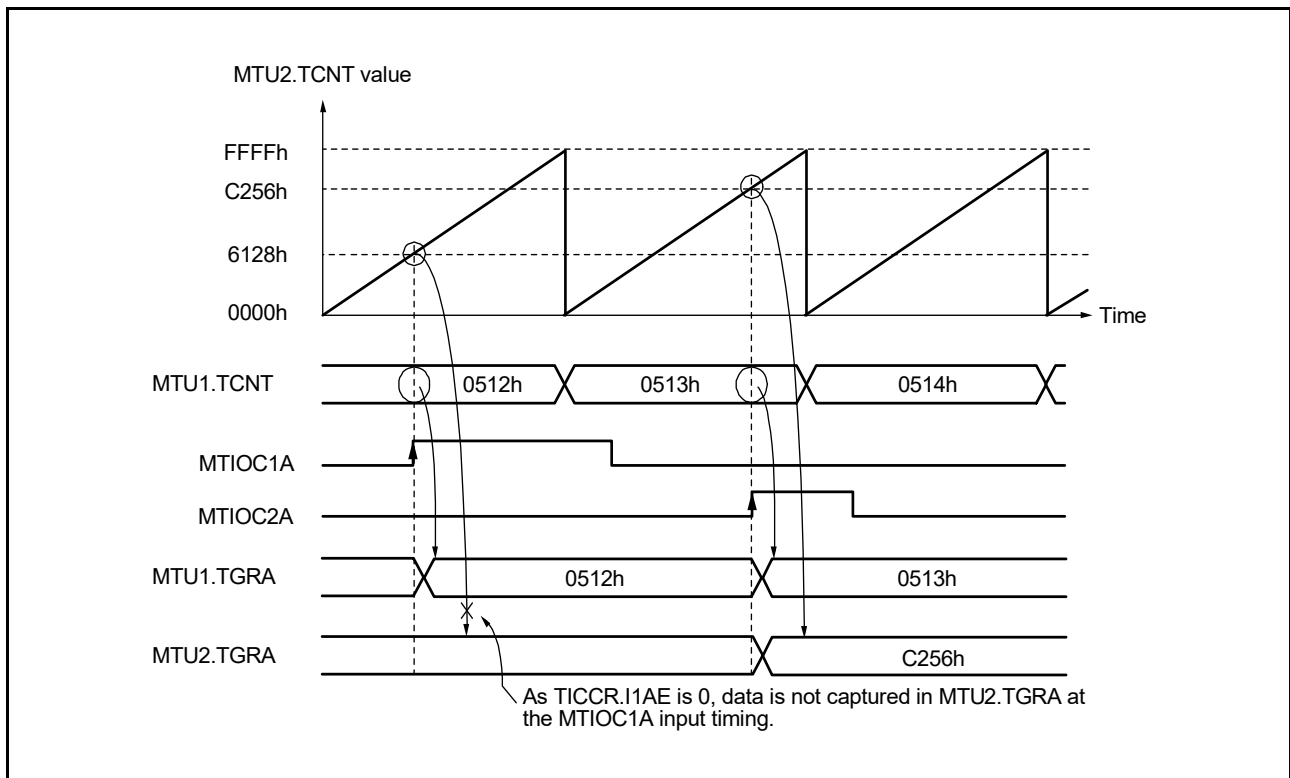 MTU2.TCNT value
FFFFh
C256h
6128h
0000h
Time
MTU1.TCNT
0512h
0513h
0514h
MTIOC1A
MTIOC2A
MTU1.TGRA
0512h
0513h
MTU2.TGRA
C256h
As TICCR.I1AE is 0, data is not captured in MTU2.TGRA at
the MTIOC1A input timing.